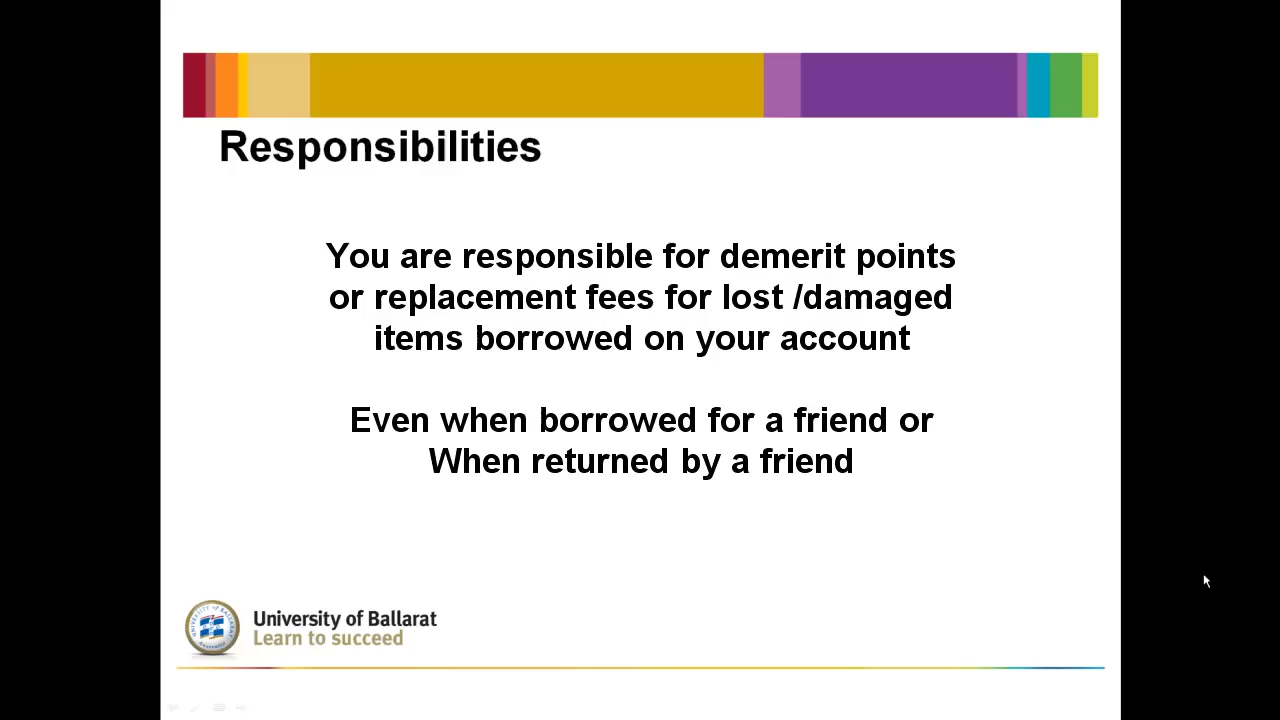 Responsibilities
You are responsible for demerit points
or replacement fees for lost /damaged
items borrowed on your account
Even when borrowed for a friend or
When returned by a friend
University of Ballarat
Learn to succeed